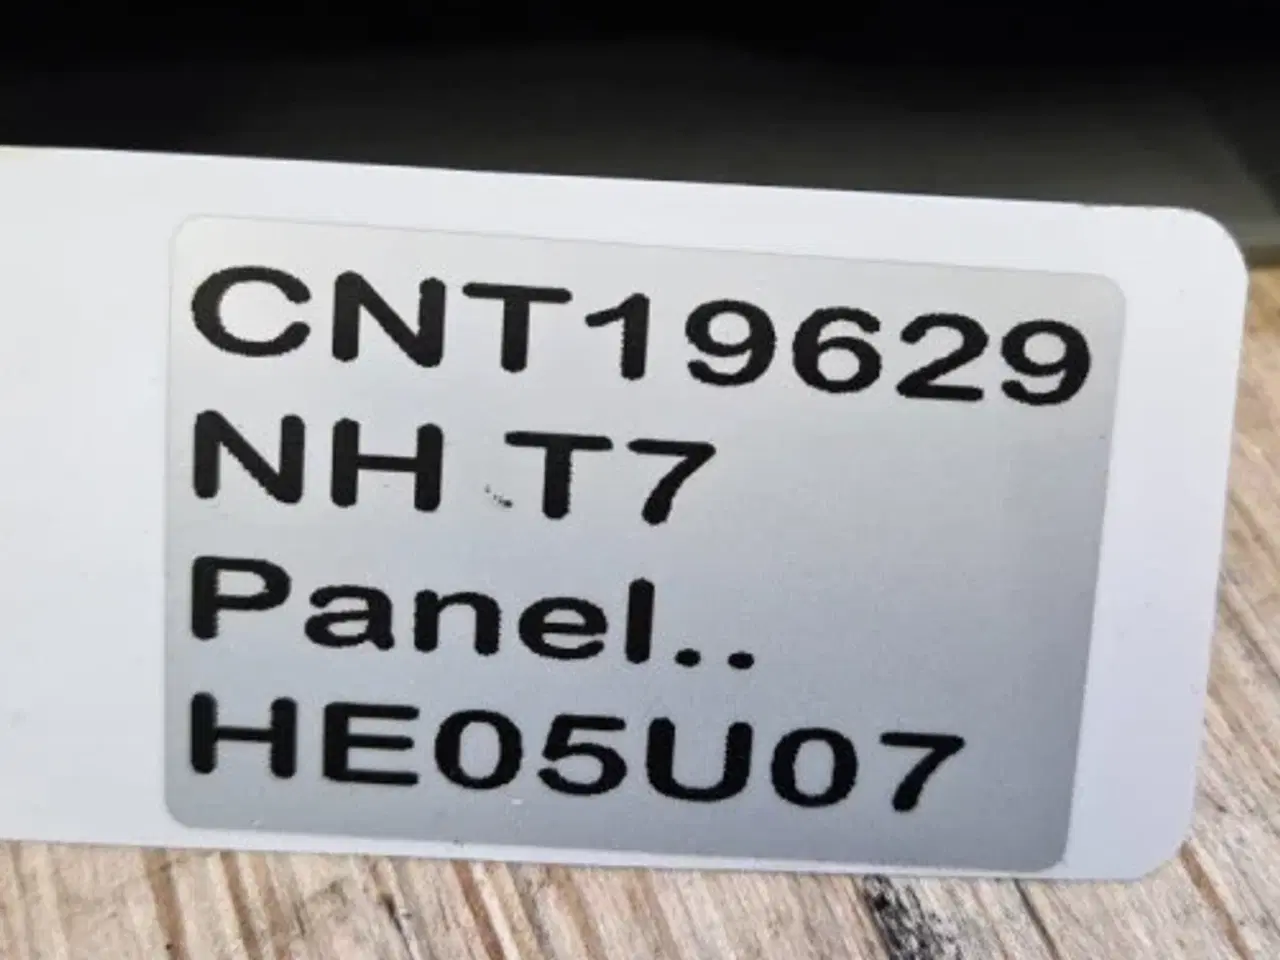 CNT19629
NH T7
Panel..
HE05U07